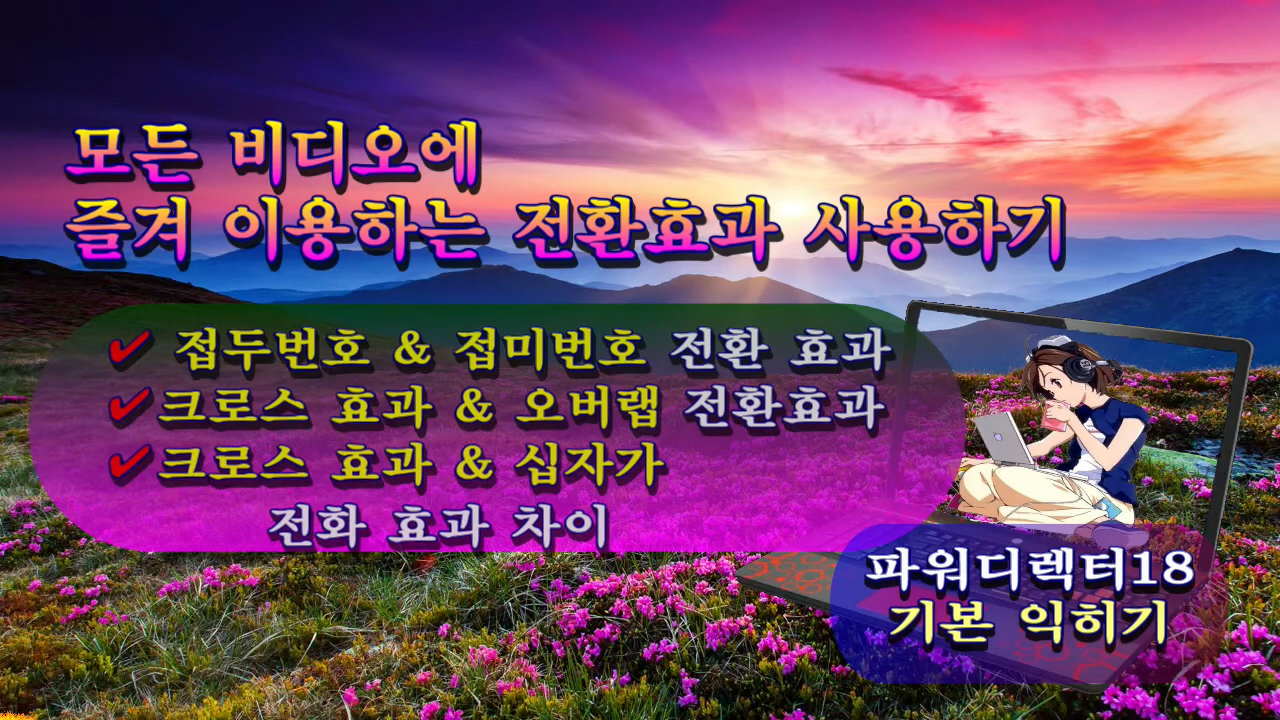 모든 비디오에
즐겨 이용하는 전환효과 사용하기
✔ 접두번호 & 접미번호 전환 효과
✔크로스 효과 & 오버랩 전환효과
✔크로스 효과 & 십자가
전화 효과 차이
파워디렉터18
기본 익히기